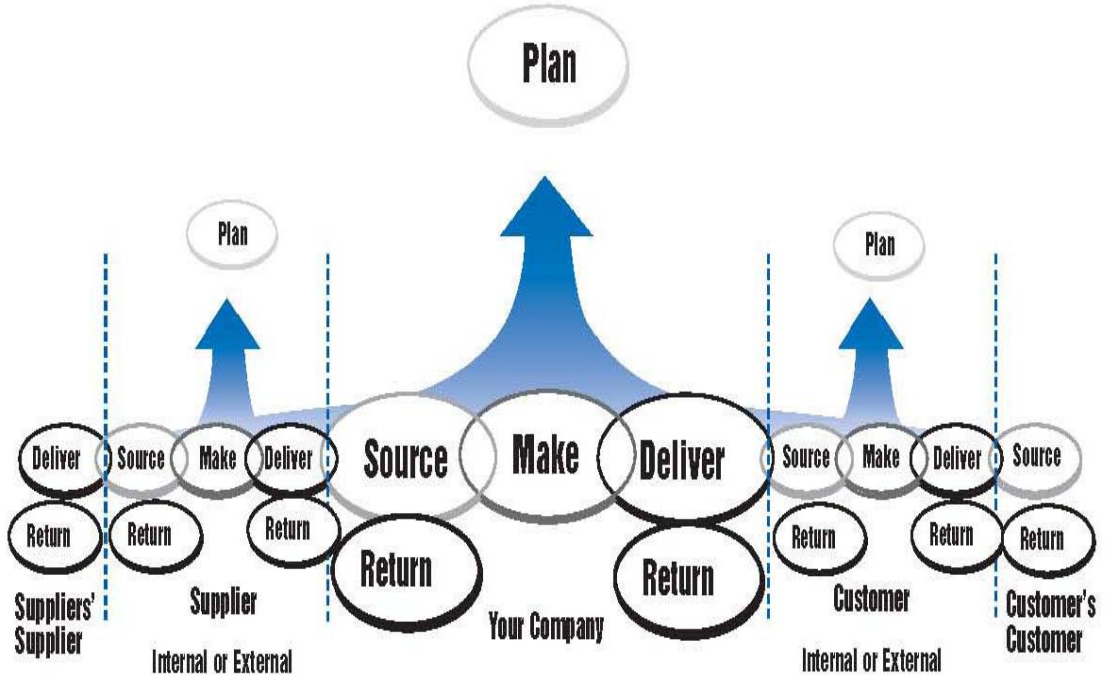 Plan
Plan
Plan
Deliver
Source
Make
Deliver
Source
Make
Deliver
Source
Make
Deliver
Source
Return
Return
Return
Return
Return
Return
Return
Return
Suppliers'
Supplier
Supplier
Your Company
Customer
Customer's
Customer
Internal or External
Internal or External